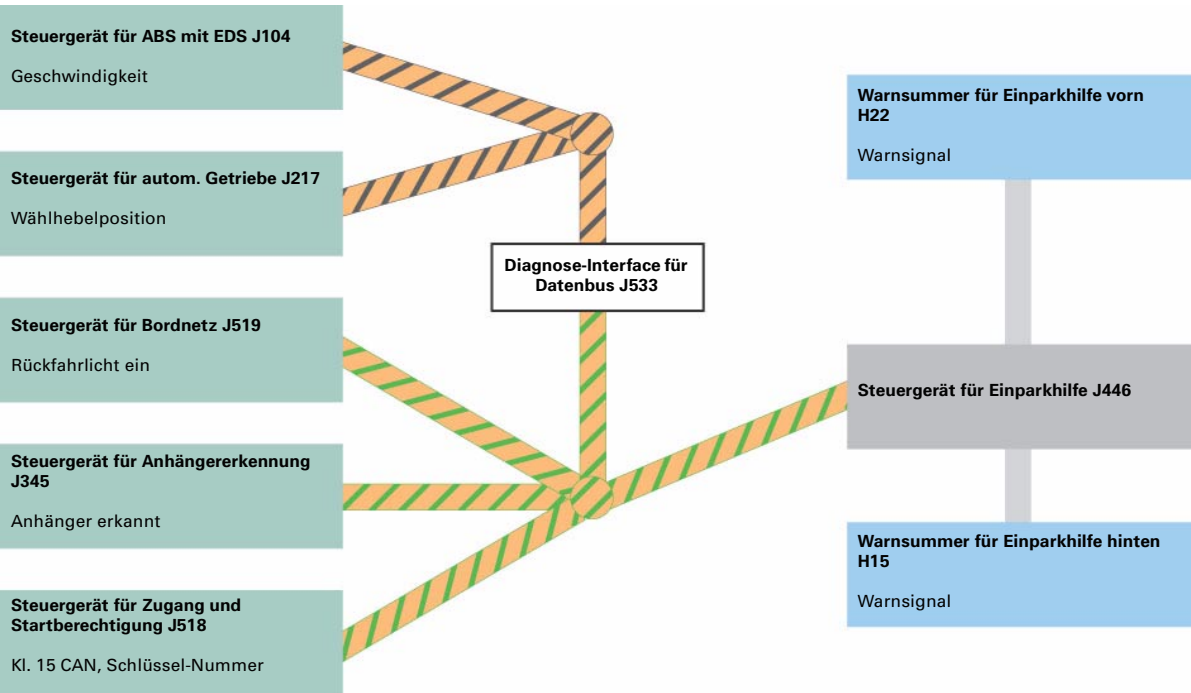 Steuergerät für ABS mit EDS J104
Geschwindigkeit
Steuergerät für autom. Getriebe J217
Wählhebelposition
Steuergerät für Bordnetz J519
Rückfahrlicht ein
Steuergerät für Anhängererkennung
J345
Anhänger erkannt
Steuergerät für Zugang und
Startberechtigung J518
Kl. 15 CAN, Schlüssel-Nummer
Diagnose-Interface für
Datenbus J533
Warnsummer für Einparkhilfe vorn
H22
Warnsignal
Steuergerät für Einparkhilfe J446
Warnsummer für Einparkhilfe hinten
H15
Warnsignal